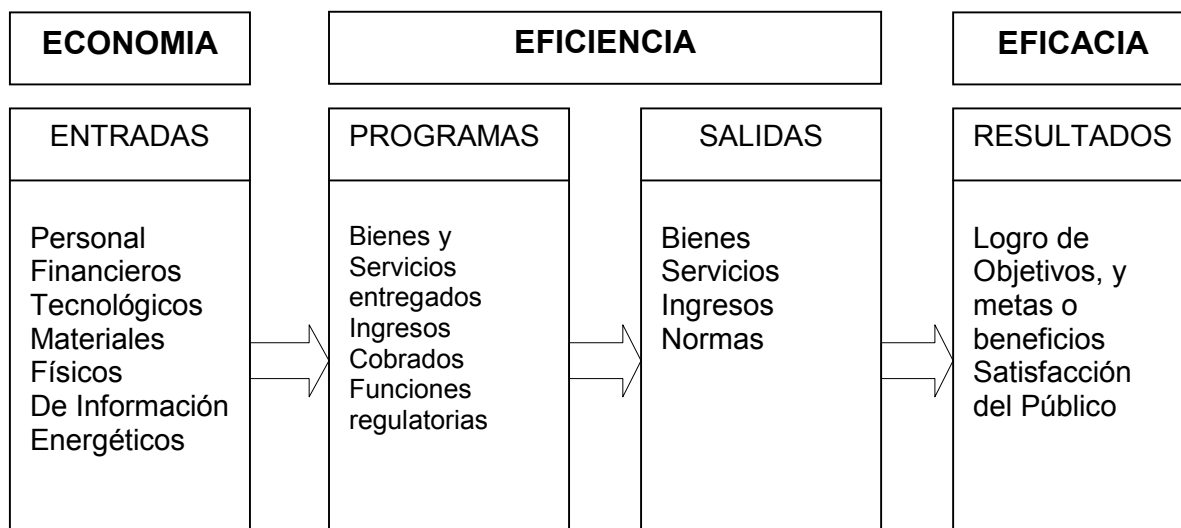 ECONOMIA
EFICIENCIA
EFICACIA
ENTRADAS
Personal
Financieros
Tecnológicos
Materiales
Físicos
De Información
Energéticos
PROGRAMAS
Bienes y
Servicios
entregados
Ingresos
Cobrados
Funciones
regulatorias
SALIDAS
Bienes
Servicios
Ingresos
Normas
RESULTADOS
Logro de
Objetivos, y
metas o
beneficios
Satisfacción
del Público